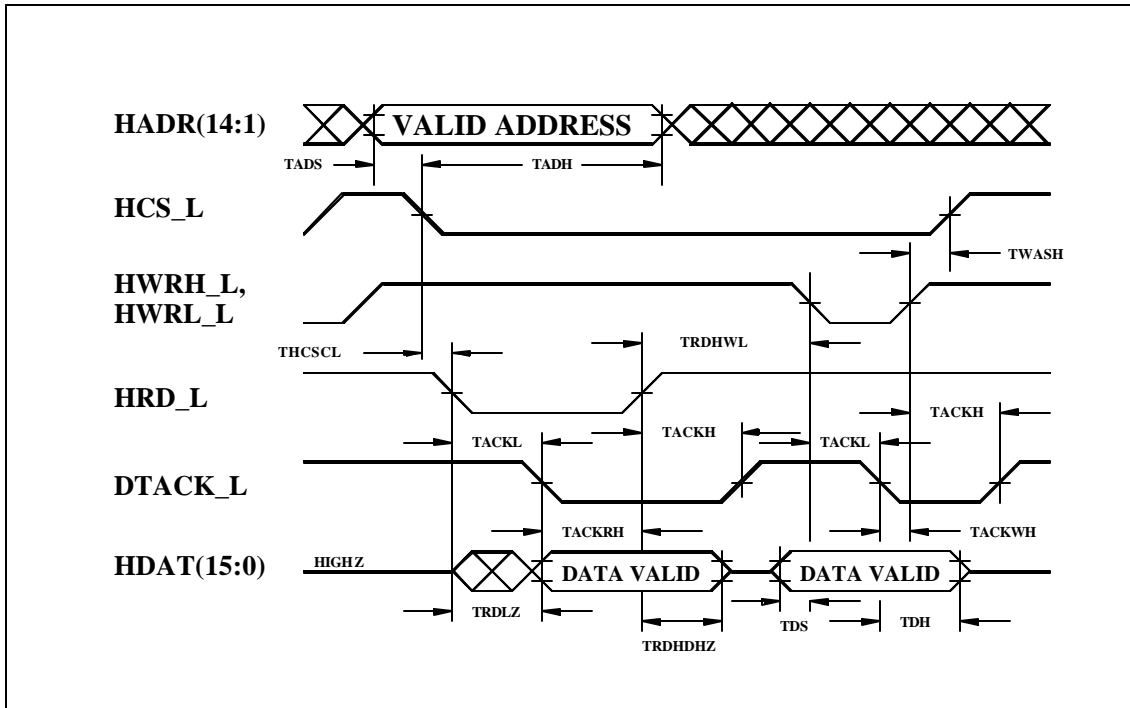 HADR(14:1)
VALID ADDRESS
TADS
TADH
HCS_L
TWASH
HWRH_L,
HWRL_L
THCSCL
TRDHWL
HRD_L
TACKL
TACKH
TACKL
TACKH
DTACK_L
TACKRH
TACKWH
HDAT(15:0)
HIGHZ
DATA VALID
DATA VALID
TRDLZ
TRDHDHZ
TDS
TDH